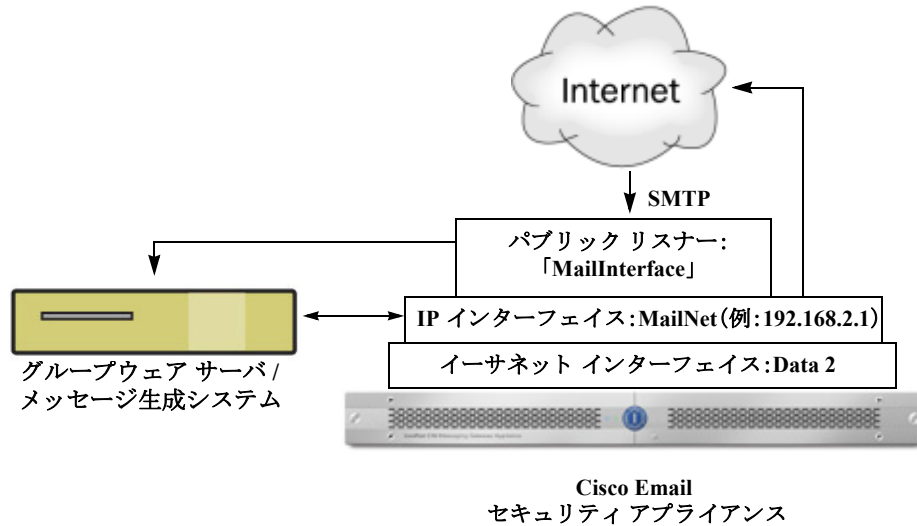 Internet
SMTP
パブリック リスナー:
「MailInterface」
IP インターフェイス:MailNet(例:192.168.2.1)
イーサネット インターフェイス:Data 2
グループウェア サーバ /
メッセージ生成システム
Cisco Email
セキュリティ アプライアンス